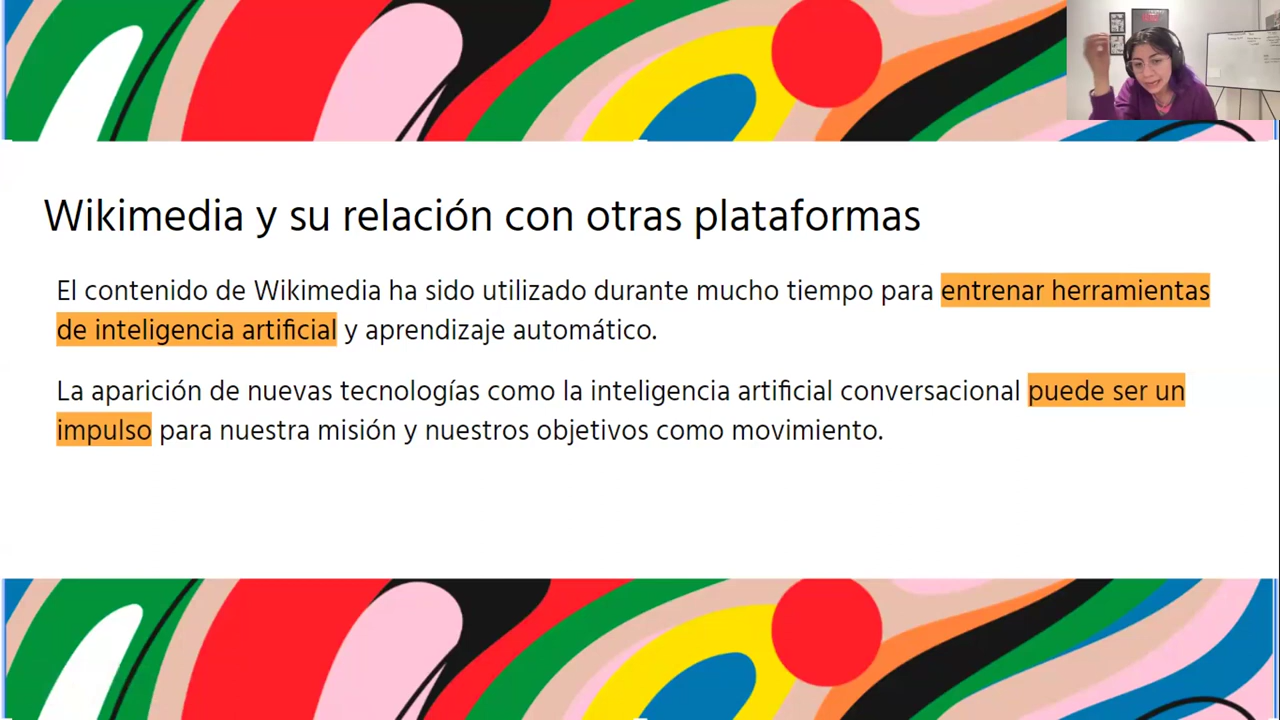 Wikimedia y su relación con otras plataformas
El contenido de Wikimedia ha sido utilizado durante mucho tiempo para entrenar herramientas
de inteligencia artificial y aprendizaje automático.
La aparición de nuevas tecnologías como la inteligencia artificial conversacional puede ser un
impulso para nuestra misión y nuestros objetivos como movimiento.